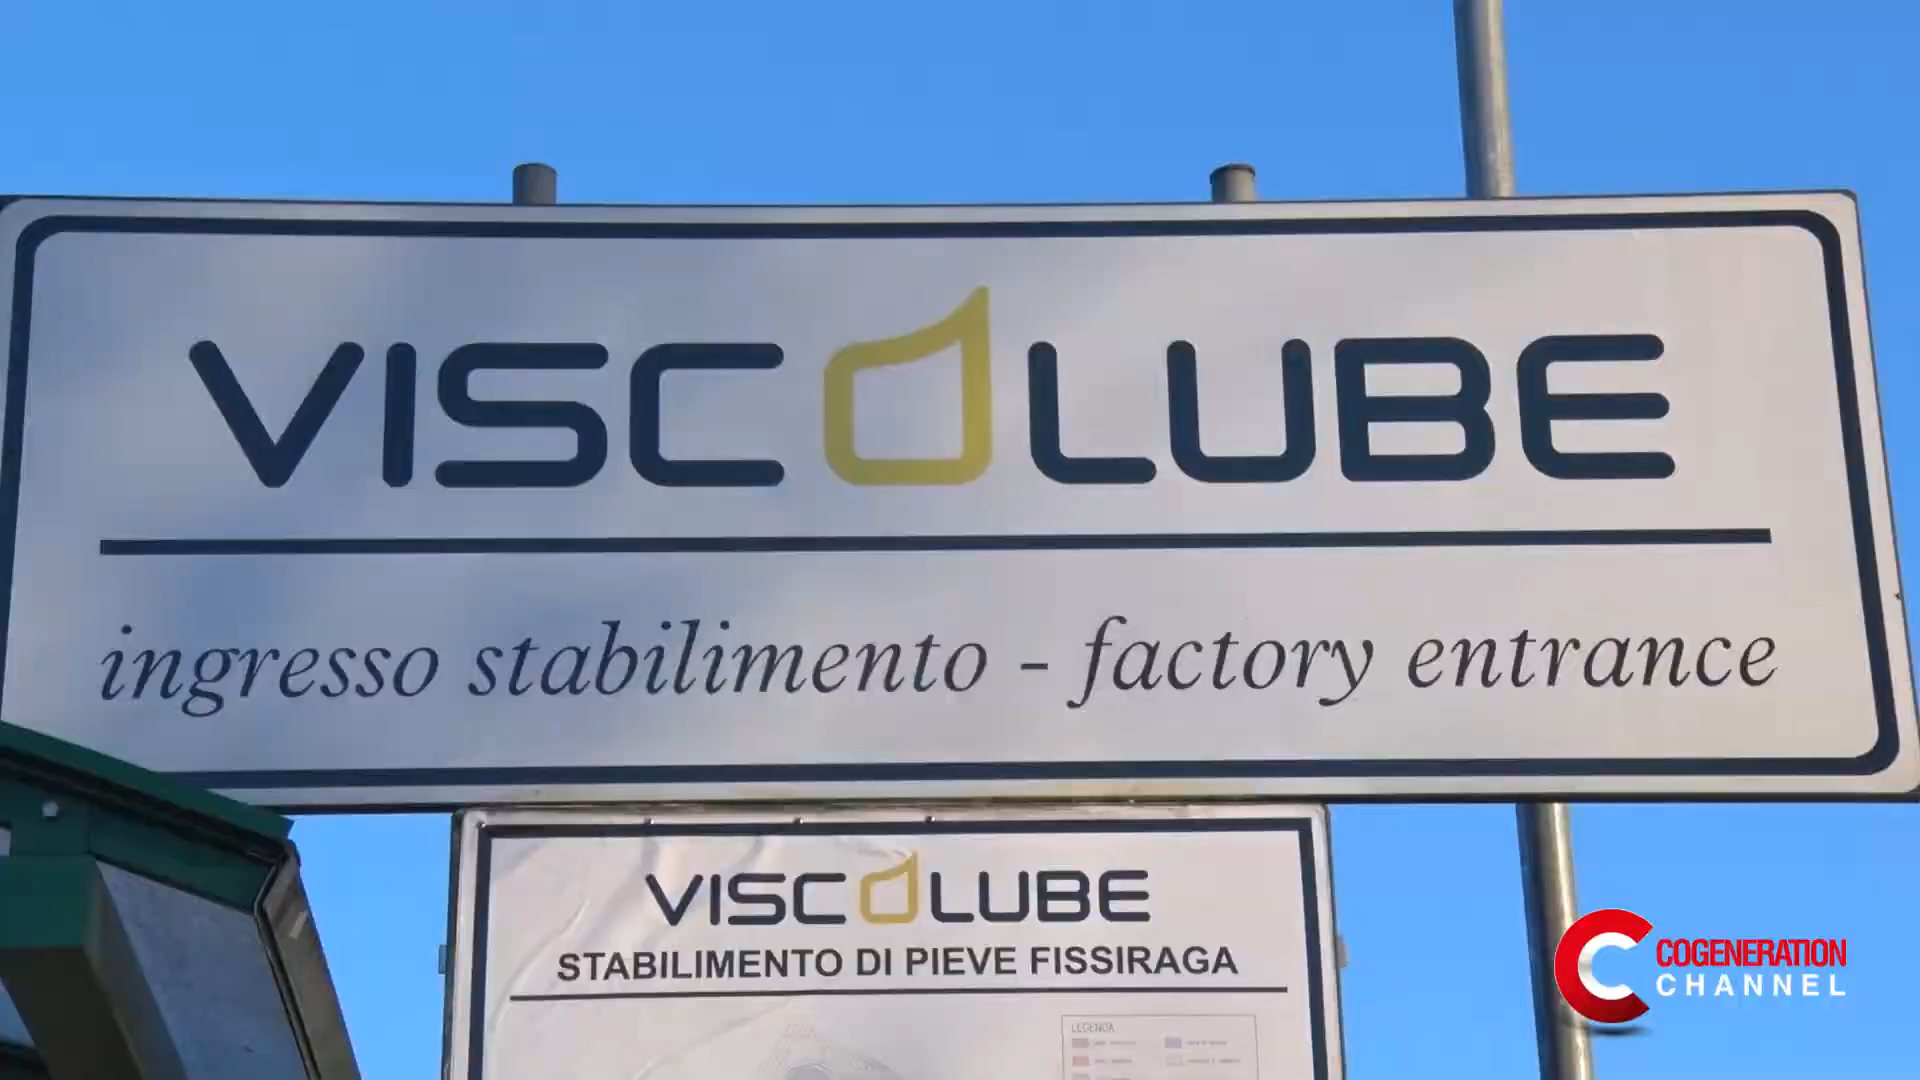 VISCOLUBE
ingresso stabilimento - factory entrance
VISCOLUBE
STABILIMENTO DI PIEVE FISSIRAGA
LEGENDA
COGENERATION
CHANNEL